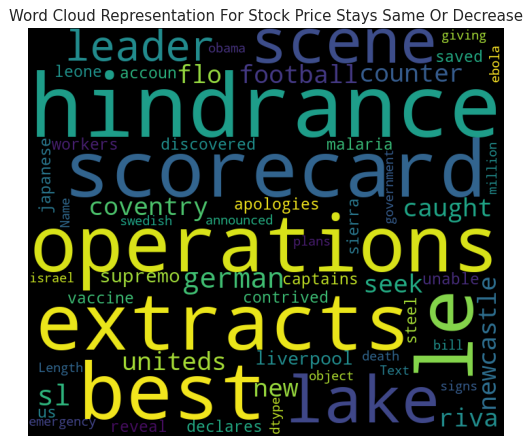 Word Cloud Representation For Stock Price Stays Same Or Decrease
leader
obama
scene
giving
leone
accoun
flo
football
counter
saved
ebola
hindrance
workers
discovered
malaria
japanese
scorecard
million
Name
coventry
apologies
swedish
announced
sierra
government
caught
operations
plans
israel
supremo
german
captains
seek
unable
vaccine
contrived
extracts
steel
le
newcastle
uniteds
liverpool
death
bill
Length
best
new
object
Text
signs
sl
us
lake
riva
dtype
emergency
reveal
declares